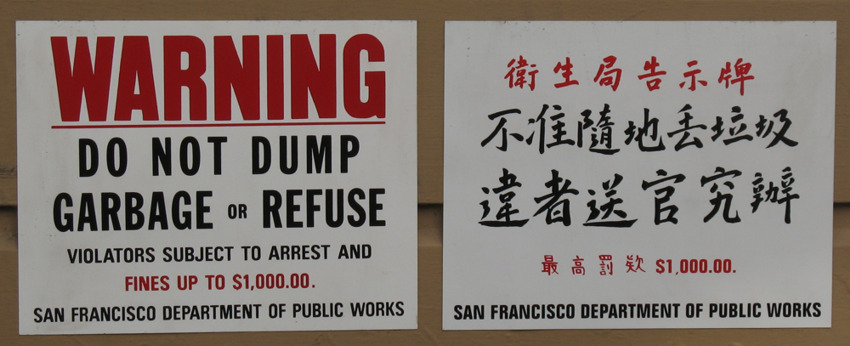 WARNING
DO NOT DUMP
GARBAGE OR REFUSE
VIOLATORS SUBJECT TO ARREST AND
FINES UP TO $1,000.00.
SAN FRANCISCO DEPARTMENT OF PUBLIC WORKS
衛生局告示牌
不准隨地丢垃圾
違者送官究辦
最高罰欵 $1,000.00.
SAN FRANCISCO DEPARTMENT OF PUBLIC WORKS